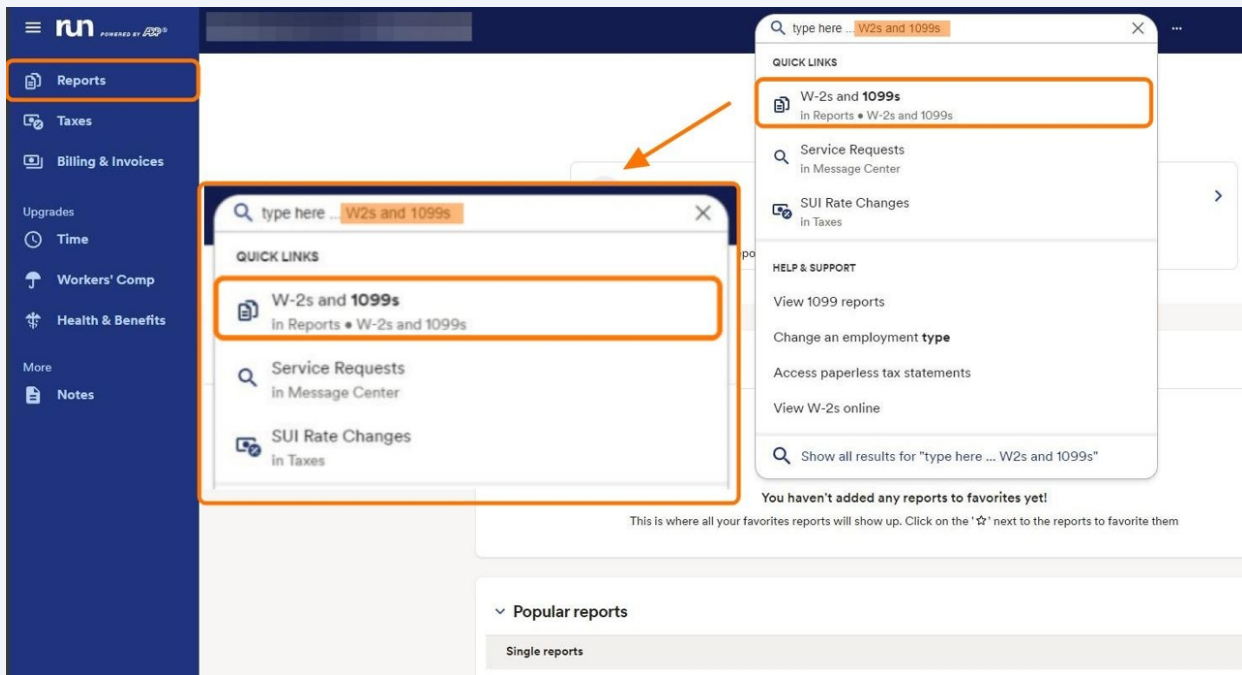 run POWERED BY ADP®
Reports
Taxes
Billing & Invoices
Upgrades
Time
Workers' Comp
Health & Benefits
More
Notes
type here ... W2s and 1099s
QUICK LINKS
W-2s and 1099s
in Reports • W-2s and 1099s
Service Requests
in Message Center
SUI Rate Changes
in Taxes
type here ... W2s and 1099s
QUICK LINKS
W-2s and 1099s
in Reports • W-2s and 1099s
Service Requests
in Message Center
SUI Rate Changes
in Taxes
HELP & SUPPORT
View 1099 reports
Change an employment type
Access paperless tax statements
View W-2s online
Show all results for "type here ... W2s and 1099s"
You haven't added any reports to favorites yet!
This is where all your favorites reports will show up. Click on the '☆' next to the reports to favorite them
Popular reports
Single reports